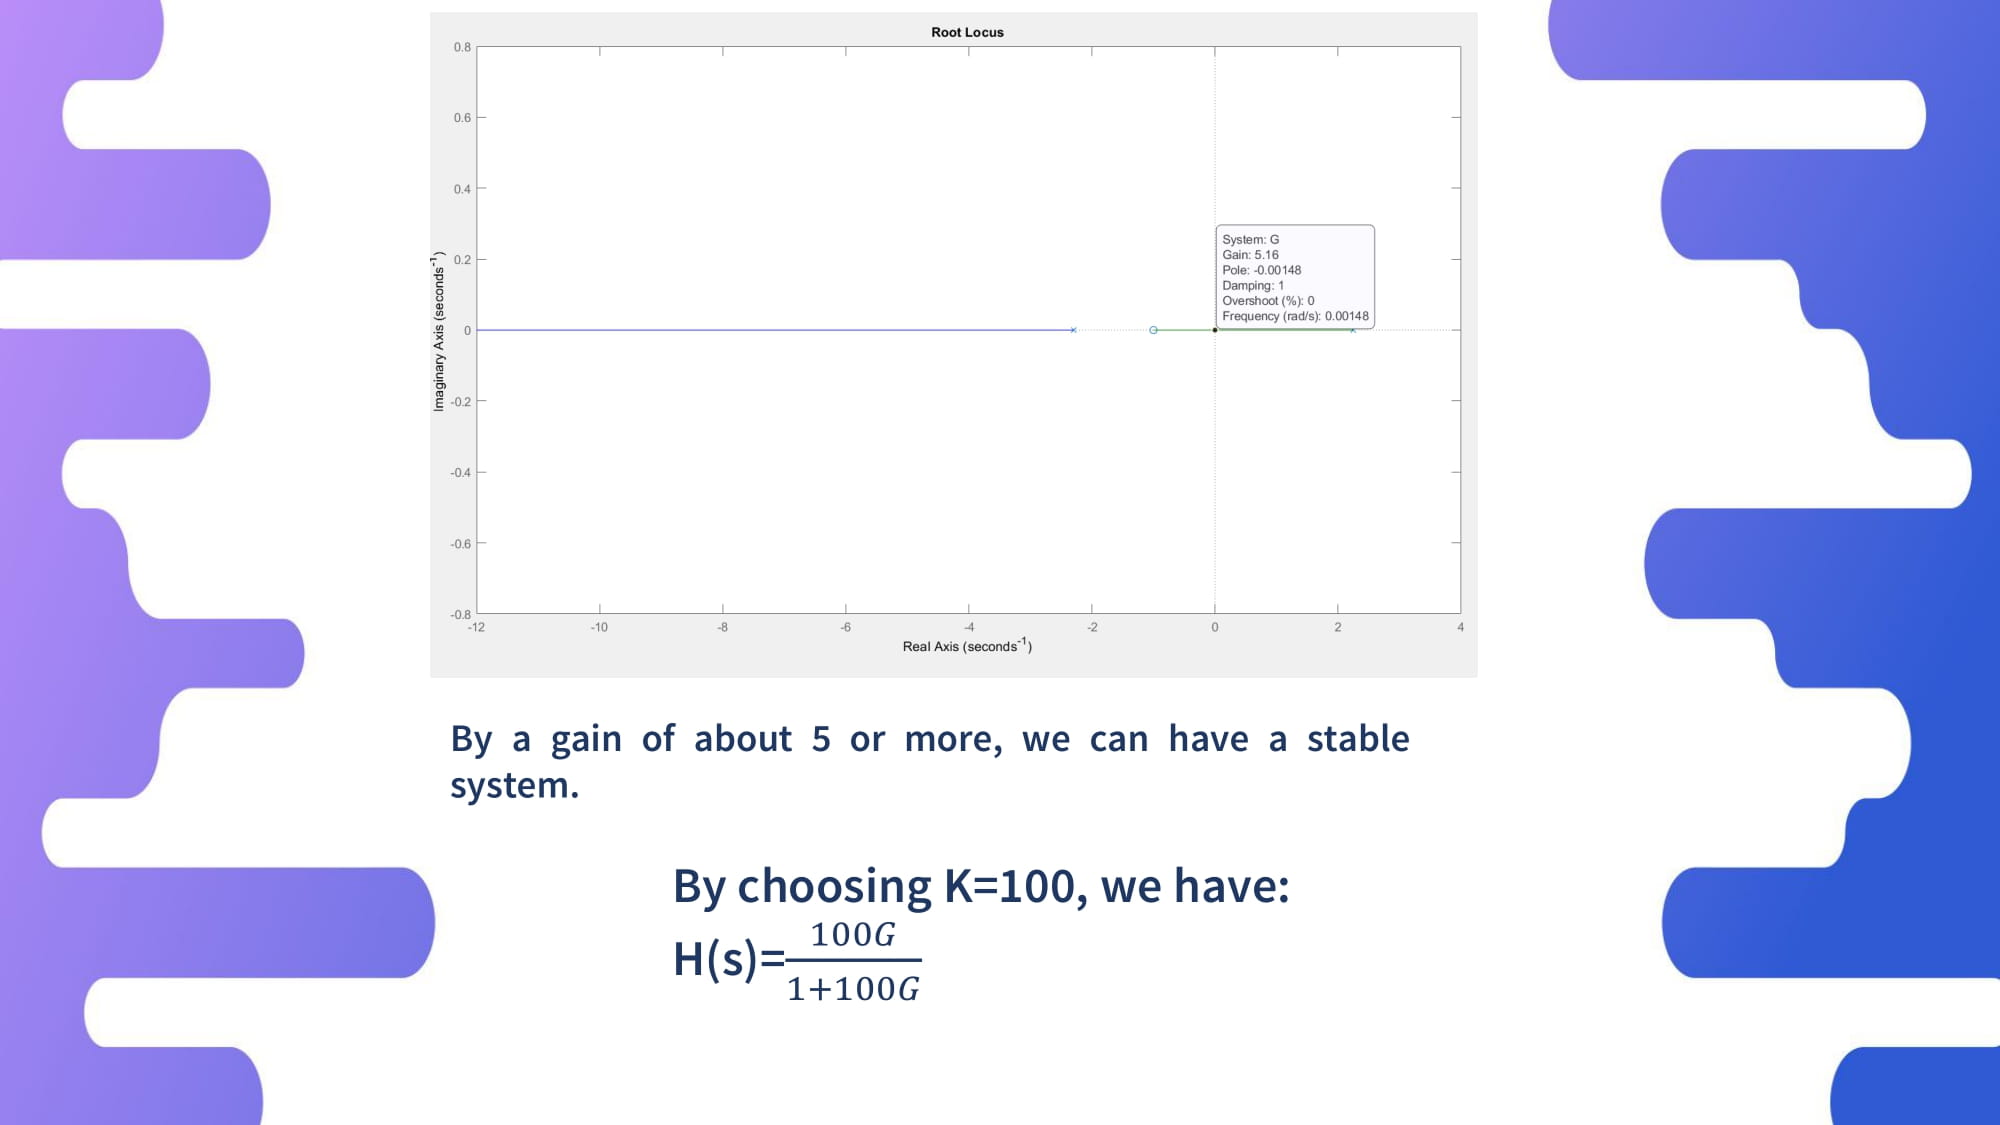 Root Locus
0.8
0.6
0.4
0.2
0
-0.2
-0.4
-0.6
-0.8
Imaginary Axis (seconds⁻¹)
System: G
Gain: 5.16
Pole: -0.00148
Damping: 1
Overshoot (%): 0
Frequency (rad/s): 0.00148
-12 -10 -8 -6 -4 -2 0 2 4
Real Axis (seconds⁻¹)
By a gain of about 5 or more, we can have a stable
system.
By choosing K=100, we have:
H(s)=100𝐺/1+100𝐺